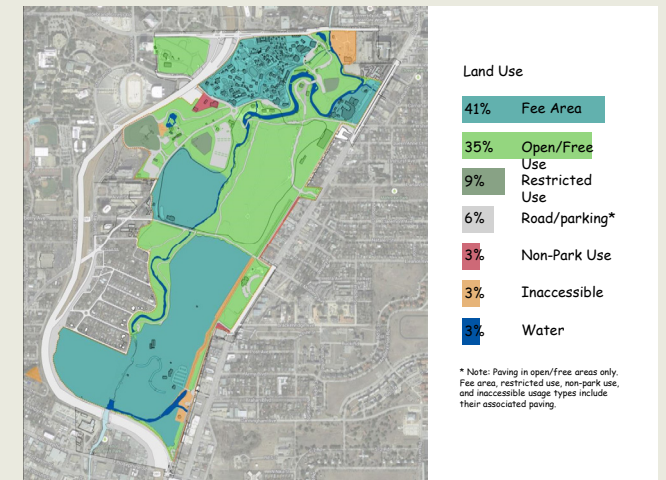 Land Use
41% Fee Area
35% Open/Free
Use
9% Restricted
Use
6% Road/parking*
3% Non-Park Use
3% Inaccessible
3% Water
* Note: Paving in open/free areas only.
Fee area, restricted use, non-park use,
and inaccessible usage types include
their associated paving.